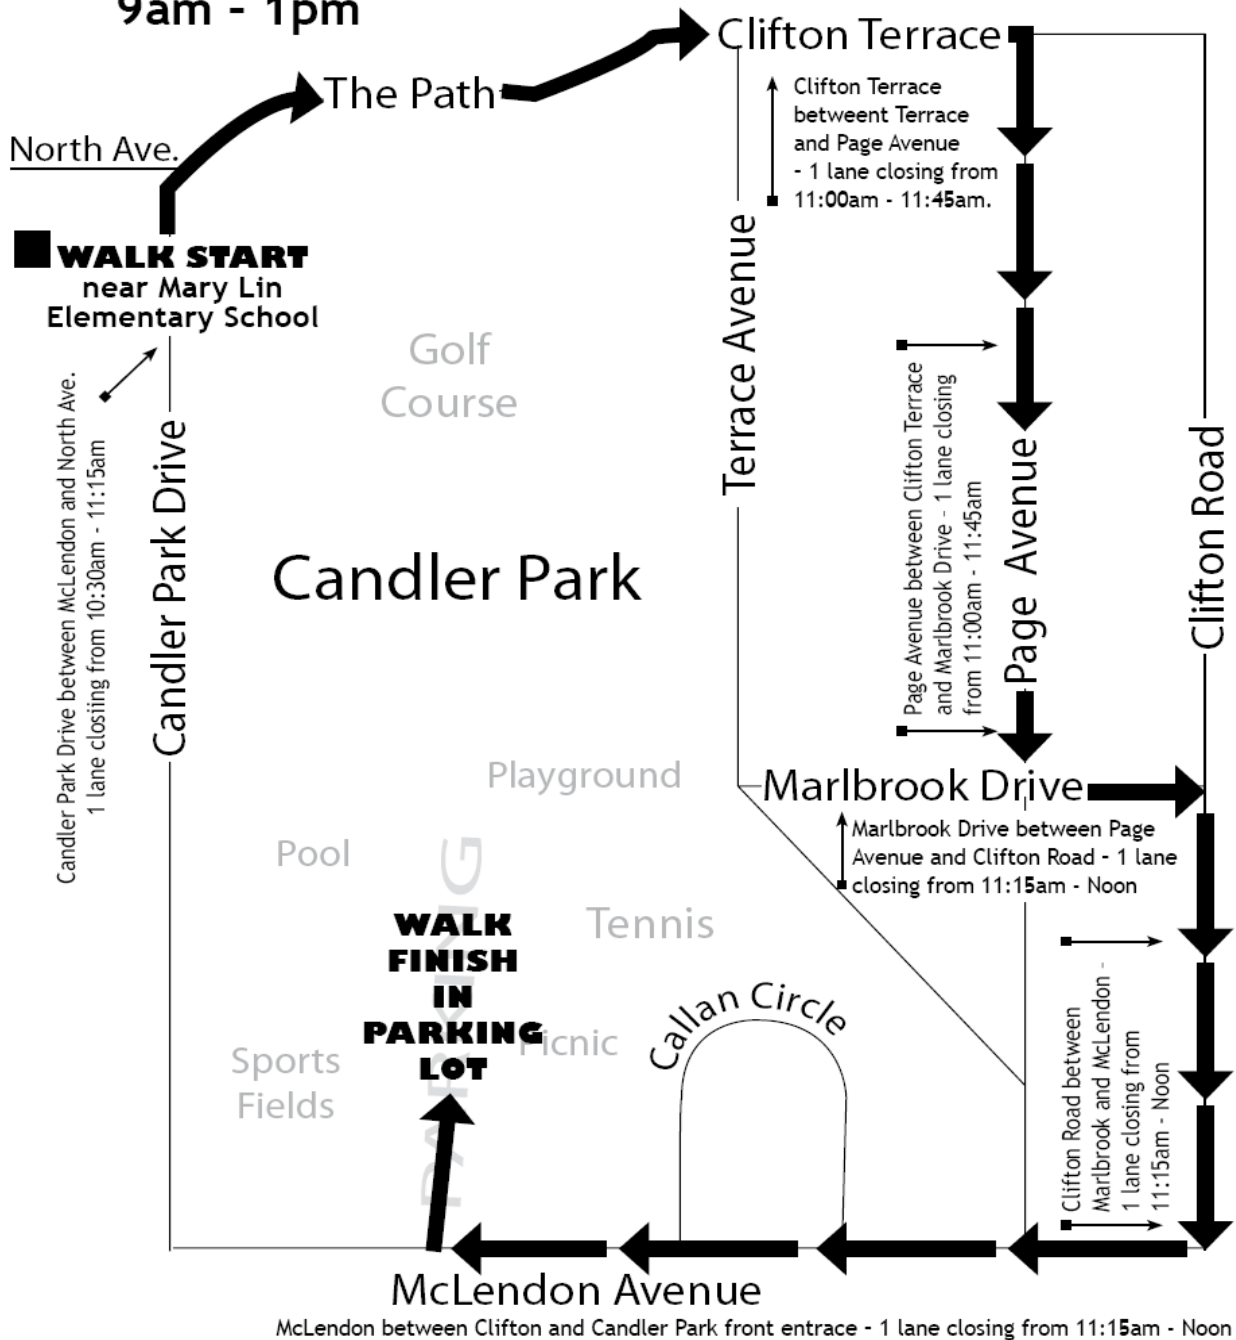 9am - 1pm
Clifton Terrace
The Path
Clifton Terrace
betweent Terrace
and Page Avenue
- 1 lane closing from
11:00am - 11:45am.
North Ave.
WALK START
near Mary Lin
Elementary School
Terrace Avenue
Golf
Course
Candler Park Drive between McLendon and North Ave.
1 lane closiing from 10:30am - 11:15am
Candler Park Drive
Page Avenue between Clifton Terrace
and Marlbrook Drive - 1 lane closing
from 11:00am - 11:45am
Page Avenue
Clifton Road
Candler Park
Playground
Marlbrook Drive
Marlbrook Drive between Page
Avenue and Clifton Road - 1 lane
closing from 11:15am - Noon
Pool
PARKING
WALK
FINISH
IN
PARKING
LOT
Tennis
Picnic
Callan Circle
Sports
Fields
Clifton Road between
Marlbrook and McLendon -
1 lane closing from
11:15am - Noon
McLendon Avenue
McLendon between Clifton and Candler Park front entrace - 1 lane closing from 11:15am - Noon